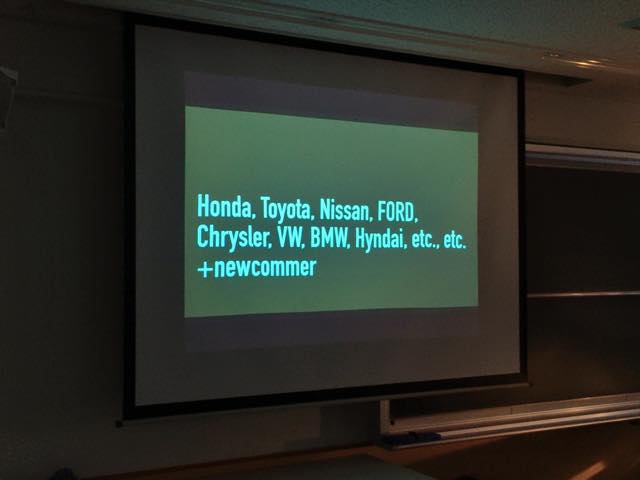 Honda, Toyota, Nissan, FORD,
Chrysler, VW, BMW, Hyndai, etc., etc.
+newcommer